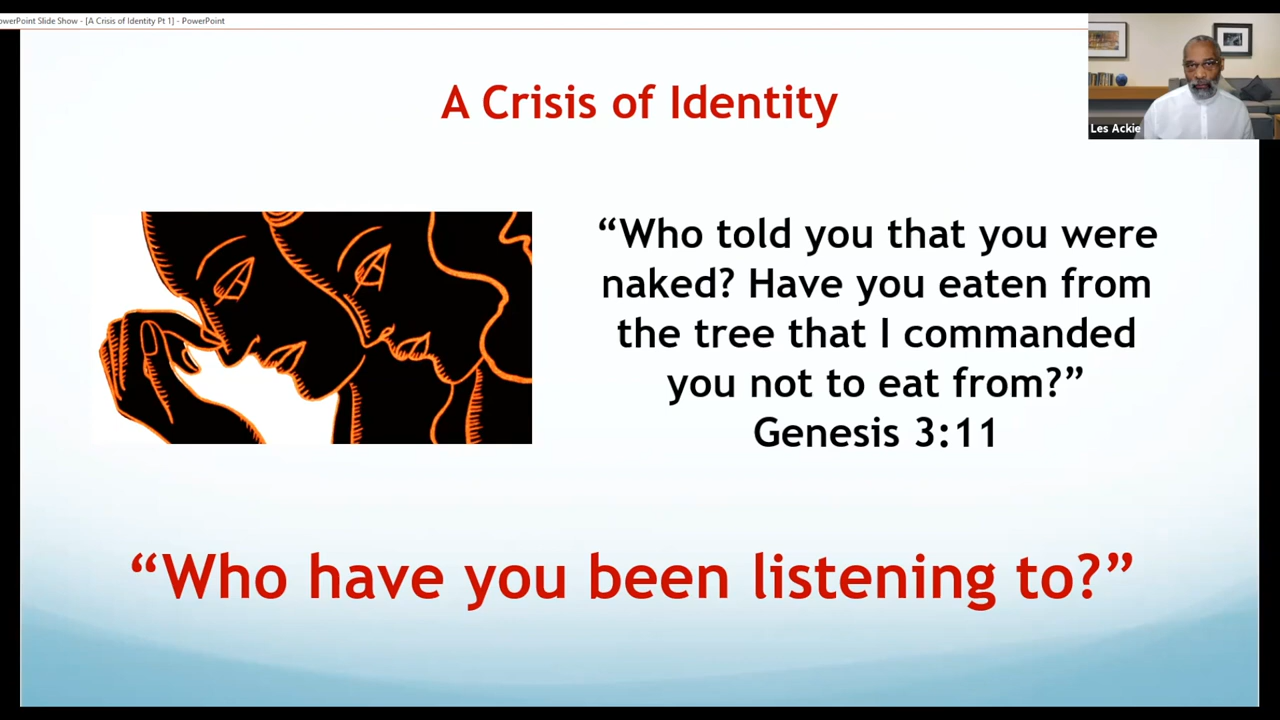 owerPoint Slide Show - [A Crisis of Identity Pt 1] - PowerPoint
A Crisis of Identity
Les Ackie
“Who told you that you were
naked? Have you eaten from
the tree that I commanded
you not to eat from?”
Genesis 3:11
“Who have you been listening to?”